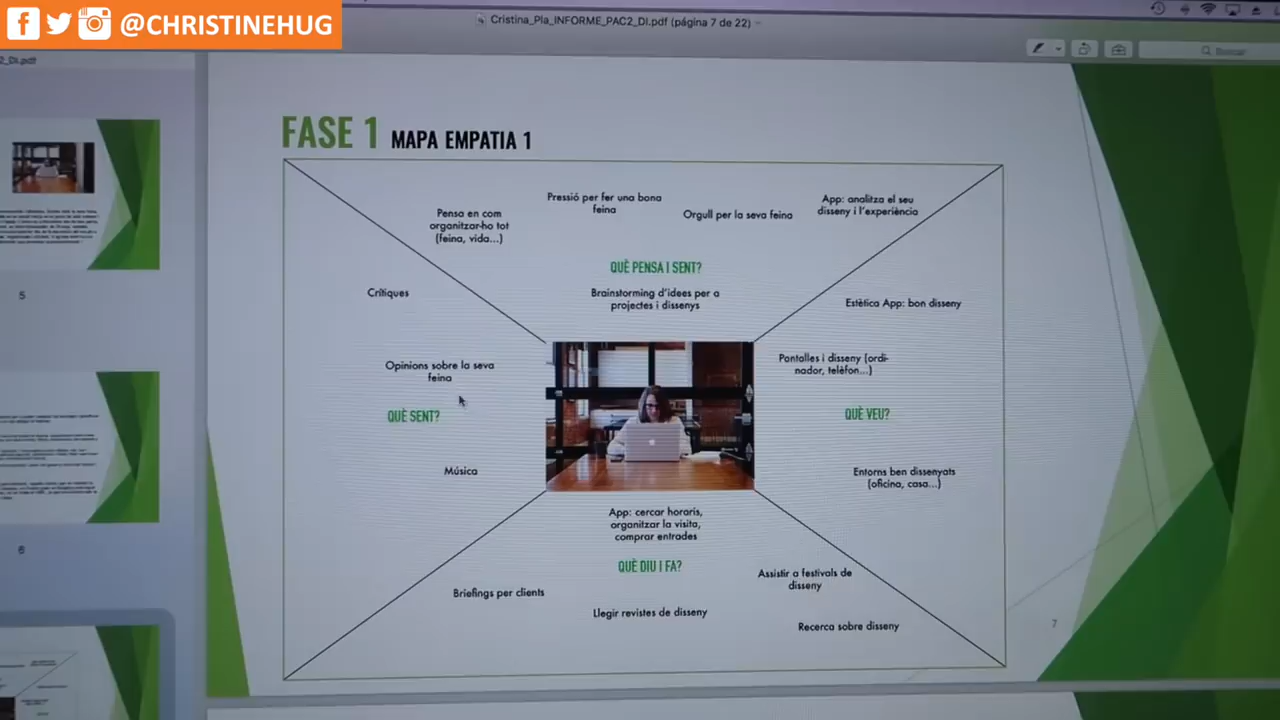 @CHRISTINEHUG
Cristina_Pla_INFORME_PAC2_DI.pdf (página 7 de 22)
Buscar
FASE 1 MAPA EMPATIA 1
Pressió per fer una bona
feina
App: analitza el seu
disseny i l'experiència
Pensa en com
organitzar-ho tot
(feina, vida...)
Orgull per la seva feina
QUÈ PENSA I SENT?
Brainstorming d'idees per a
projectes i dissenys
Crítiques
Estètica App: bon disseny
Opinions sobre la seva
feina
Pantalles i disseny (ordi-
nador, telèfon...)
QUÈ SENT?
QUÈ VEU?
Música
Entorns ben dissenyats
(oficina, casa...)
App: cercar horaris,
organitzar la visita,
comprar entrades
QUÈ DIU I FA?
Assistir a festivals de
disseny
Briefings per clients
Llegir revistes de disseny
Recerca sobre disseny
7
5
6